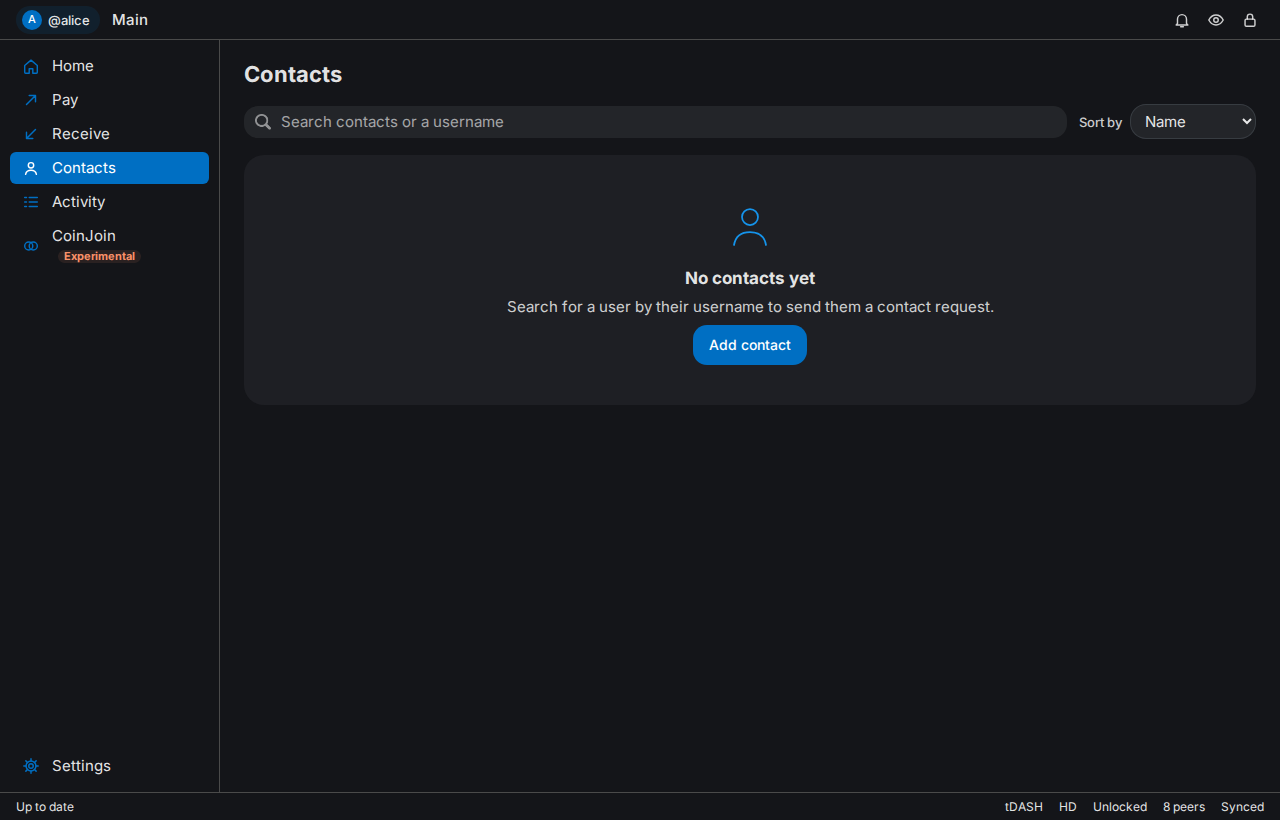 A @alice Main
Home
Pay
Receive
Contacts
Activity
CoinJoin
Experimental
Settings
Contacts
Search contacts or a username
Sort by Name
No contacts yet
Search for a user by their username to send them a contact request.
Add contact
Up to date
tDASH HD Unlocked 8 peers Synced